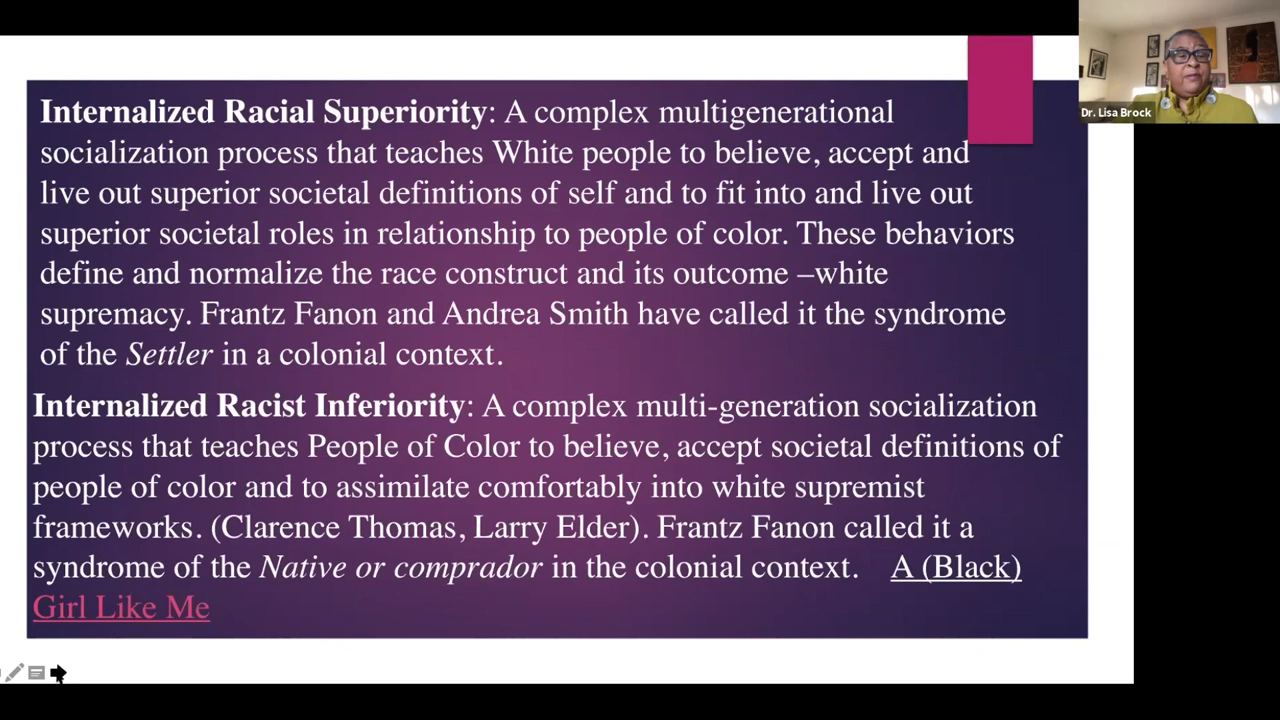 Internalized Racial Superiority: A complex multigenerational
socialization process that teaches White people to believe, accept and
live out superior societal definitions of self and to fit into and live out
superior societal roles in relationship to people of color. These behaviors
define and normalize the race construct and its outcome –white
supremacy. Frantz Fanon and Andrea Smith have called it the syndrome
of the Settler in a colonial context.
Internalized Racist Inferiority: A complex multi-generation socialization
process that teaches People of Color to believe, accept societal definitions of
people of color and to assimilate comfortably into white supremist
frameworks. (Clarence Thomas, Larry Elder). Frantz Fanon called it a
syndrome of the Native or comprador in the colonial context. A (Black)
Girl Like Me
Dr. Lisa Brock